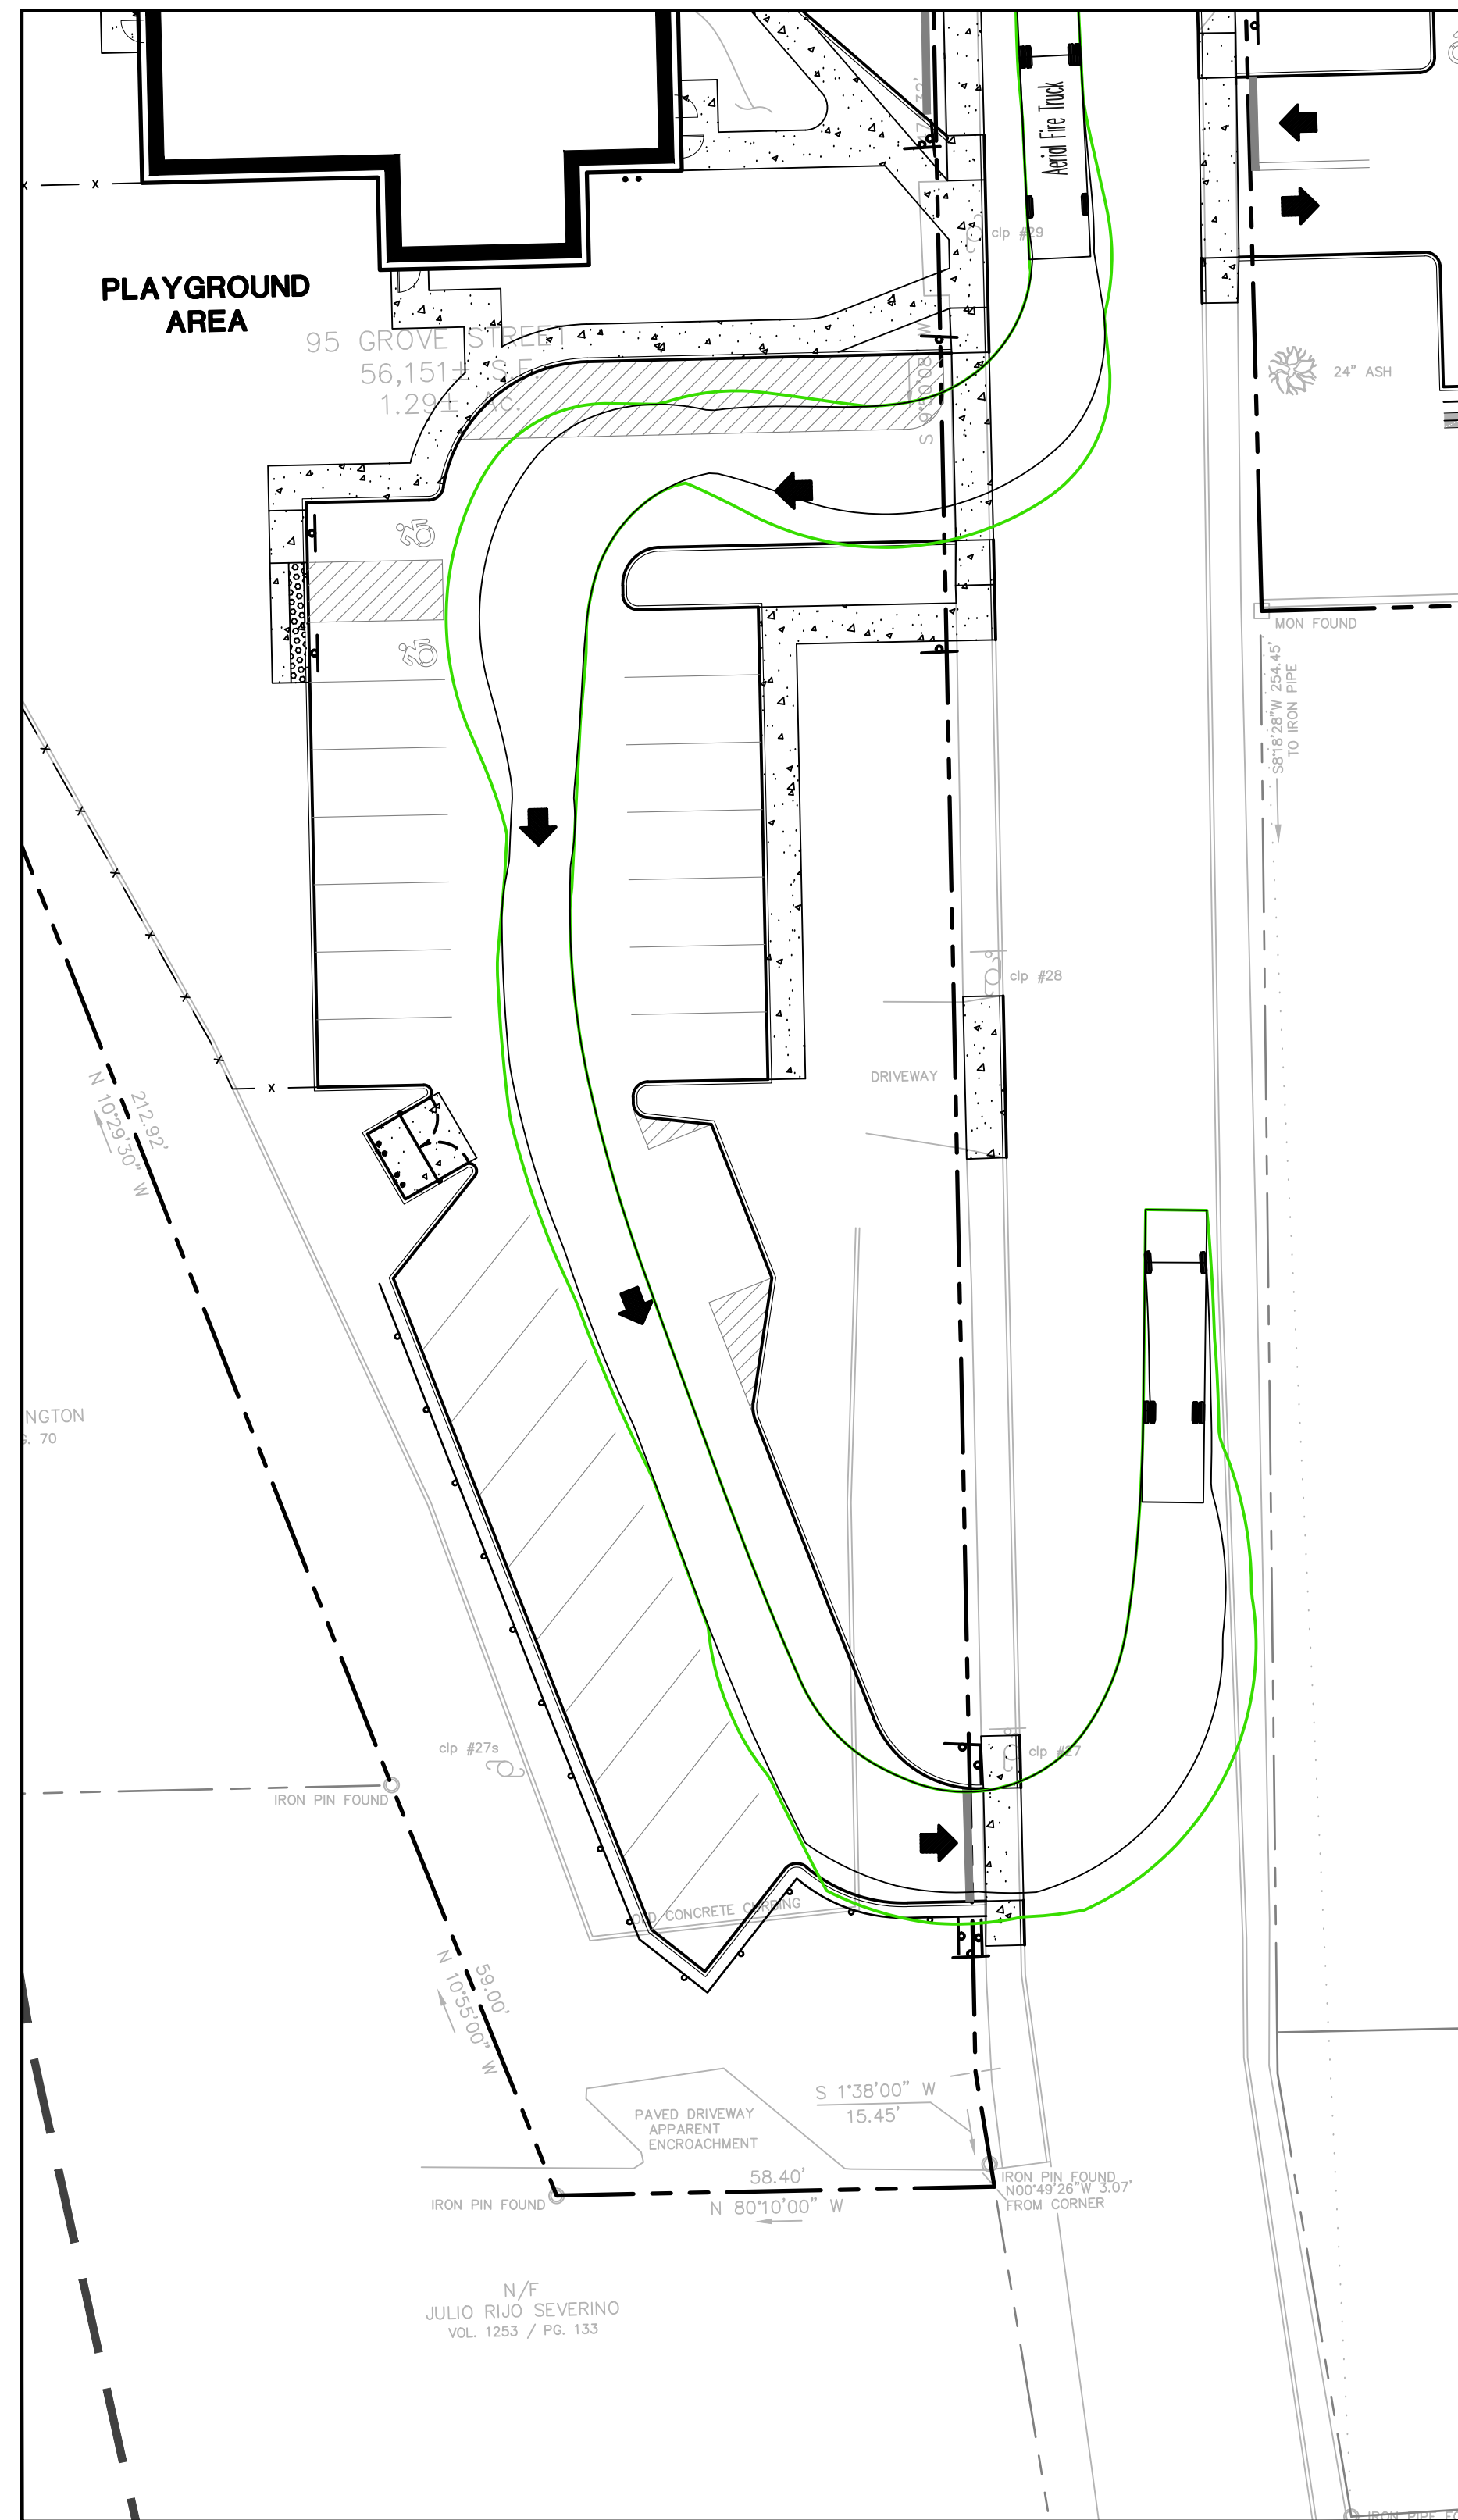 Aerial Fire Truck
clp #29
PLAYGROUND
AREA
95 GROVE STREET
56,151± S.F.
1.29± Ac.
24" ASH
MON FOUND
S8°18'28"W 254.45'
TO IRON PIPE
clp #28
DRIVEWAY
212.92'
N 10°29'30" W
NGTON
70
clp #27s
clp #27
IRON PIN FOUND
OLD CONCRETE CURBING
59.00'
N 10°55'00" W
S 1°38'00" W
15.45'
PAVED DRIVEWAY
APPARENT
ENCROACHMENT
58.40'
N 80°10'00" W
IRON PIN FOUND
IRON PIN FOUND
N00°49'26"W 3.07'
FROM CORNER
N/F
JULIO RIJO SEVERINO
VOL. 1253 / PG. 133
IRON PIPE